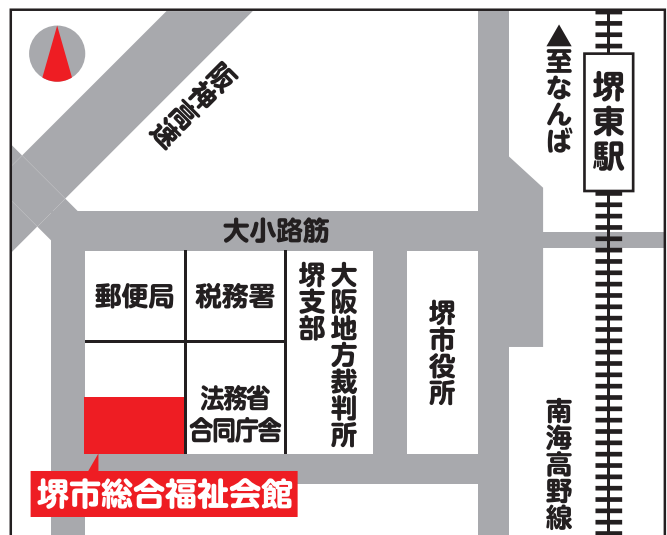 ▲至なんば
堺東駅
阪神高速
大小路筋
郵便局
税務署
大阪地方裁判所
堺支部
堺市役所
法務省
合同庁舎
南海高野線
堺市総合福祉会館